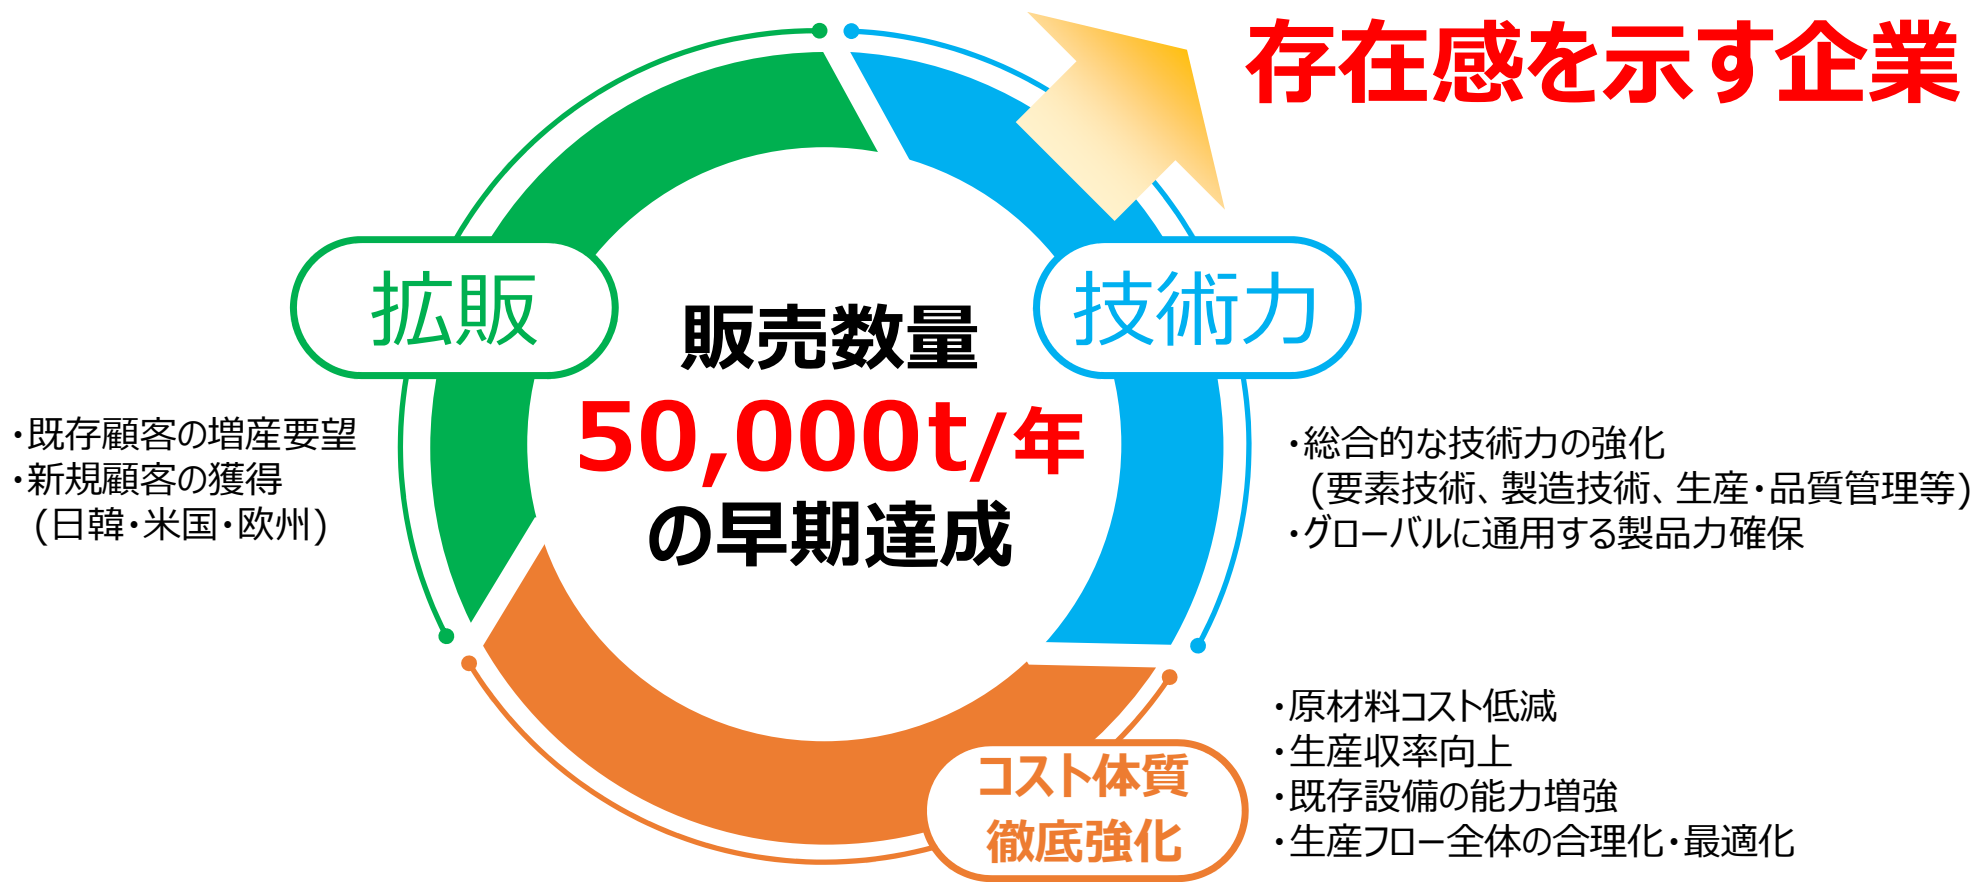 存在感を示す企業
拡販
技術力
販売数量
50,000t/年
の早期達成
・既存顧客の増産要望
・新規顧客の獲得
(日韓・米国・欧州)
・総合的な技術力の強化
(要素技術、製造技術、生産・品質管理等)
・グローバルに通用する製品力確保
コスト体質
徹底強化
・原材料コスト低減
・生産収率向上
・既存設備の能力増強
・生産フロー全体の合理化・最適化